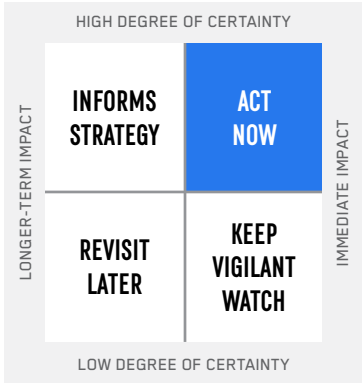 HIGH DEGREE OF CERTAINTY
LONGER-TERM IMPACT
INFORMS
STRATEGY
ACT
NOW
IMMEDIATE IMPACT
REVISIT
LATER
KEEP
VIGILANT
WATCH
LOW DEGREE OF CERTAINTY